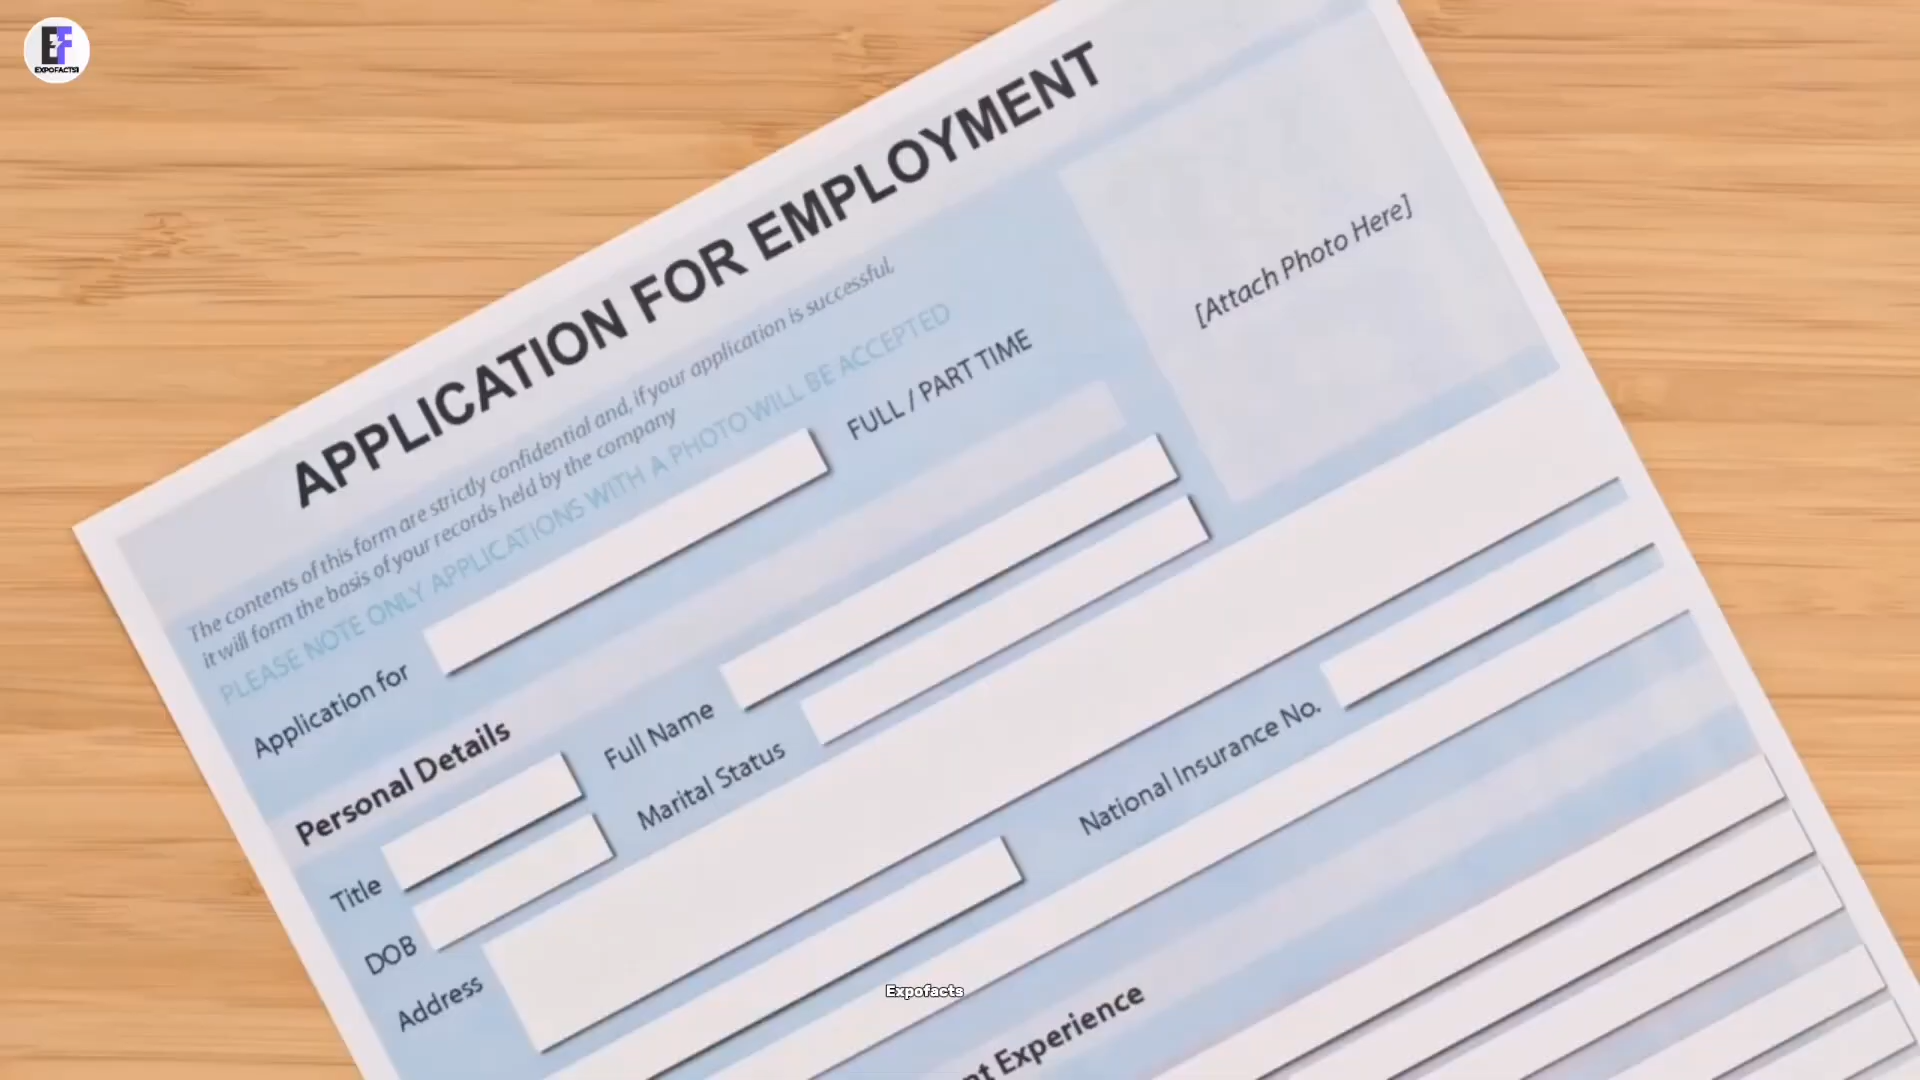 EF
EXPOFACTS1
APPLICATION FOR EMPLOYMENT
The contents of this form are strictly confidential and, if your application is successful,
it will form the basis of your records held by the company
PLEASE NOTE ONLY APPLICATIONS WITH A PHOTO WILL BE ACCEPTED
[Attach Photo Here]
Application for
FULL / PART TIME
Personal Details
Title
Full Name
DOB
Marital Status
Address
National Insurance No.
Experience
Expofacts